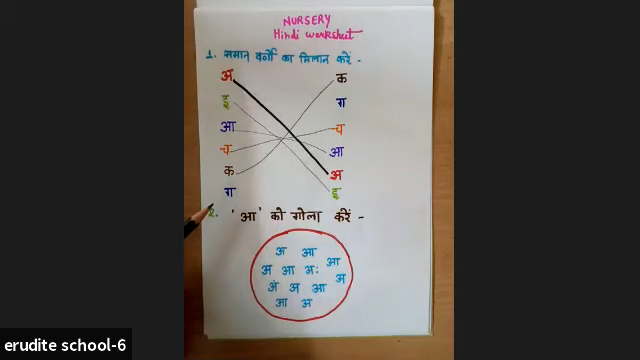 NURSERY
Hindi worksheet
1. समान वर्णों का मिलान करें -
अ क
इ ग
आ च
च आ
क अ
ग इ
2. 'आ' को गोला करें -
अ आ
अ आ अः आ
अं अ आ अ
आ अ
erudite school-6